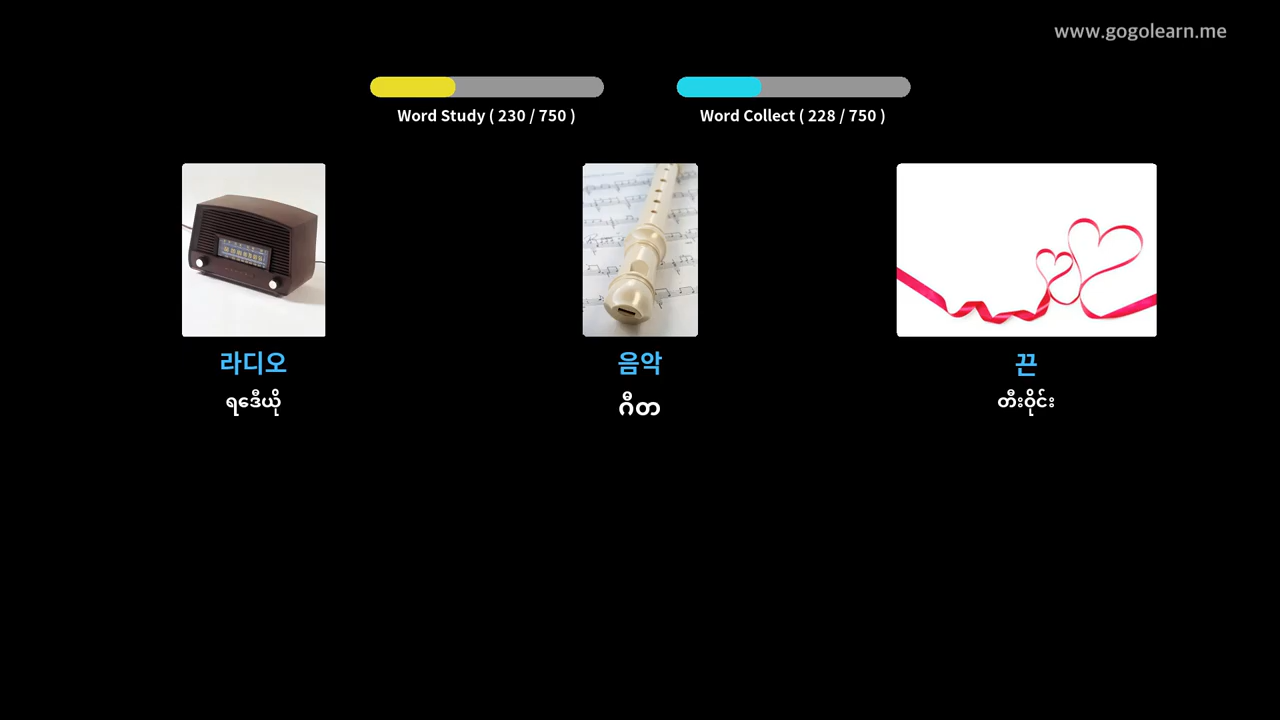 www.gogolearn.me
Word Study ( 230 / 750 )
Word Collect ( 228 / 750 )
라디오
음악
끈
ရဒေီယို
ဂီတ
တီးဝိုင်း